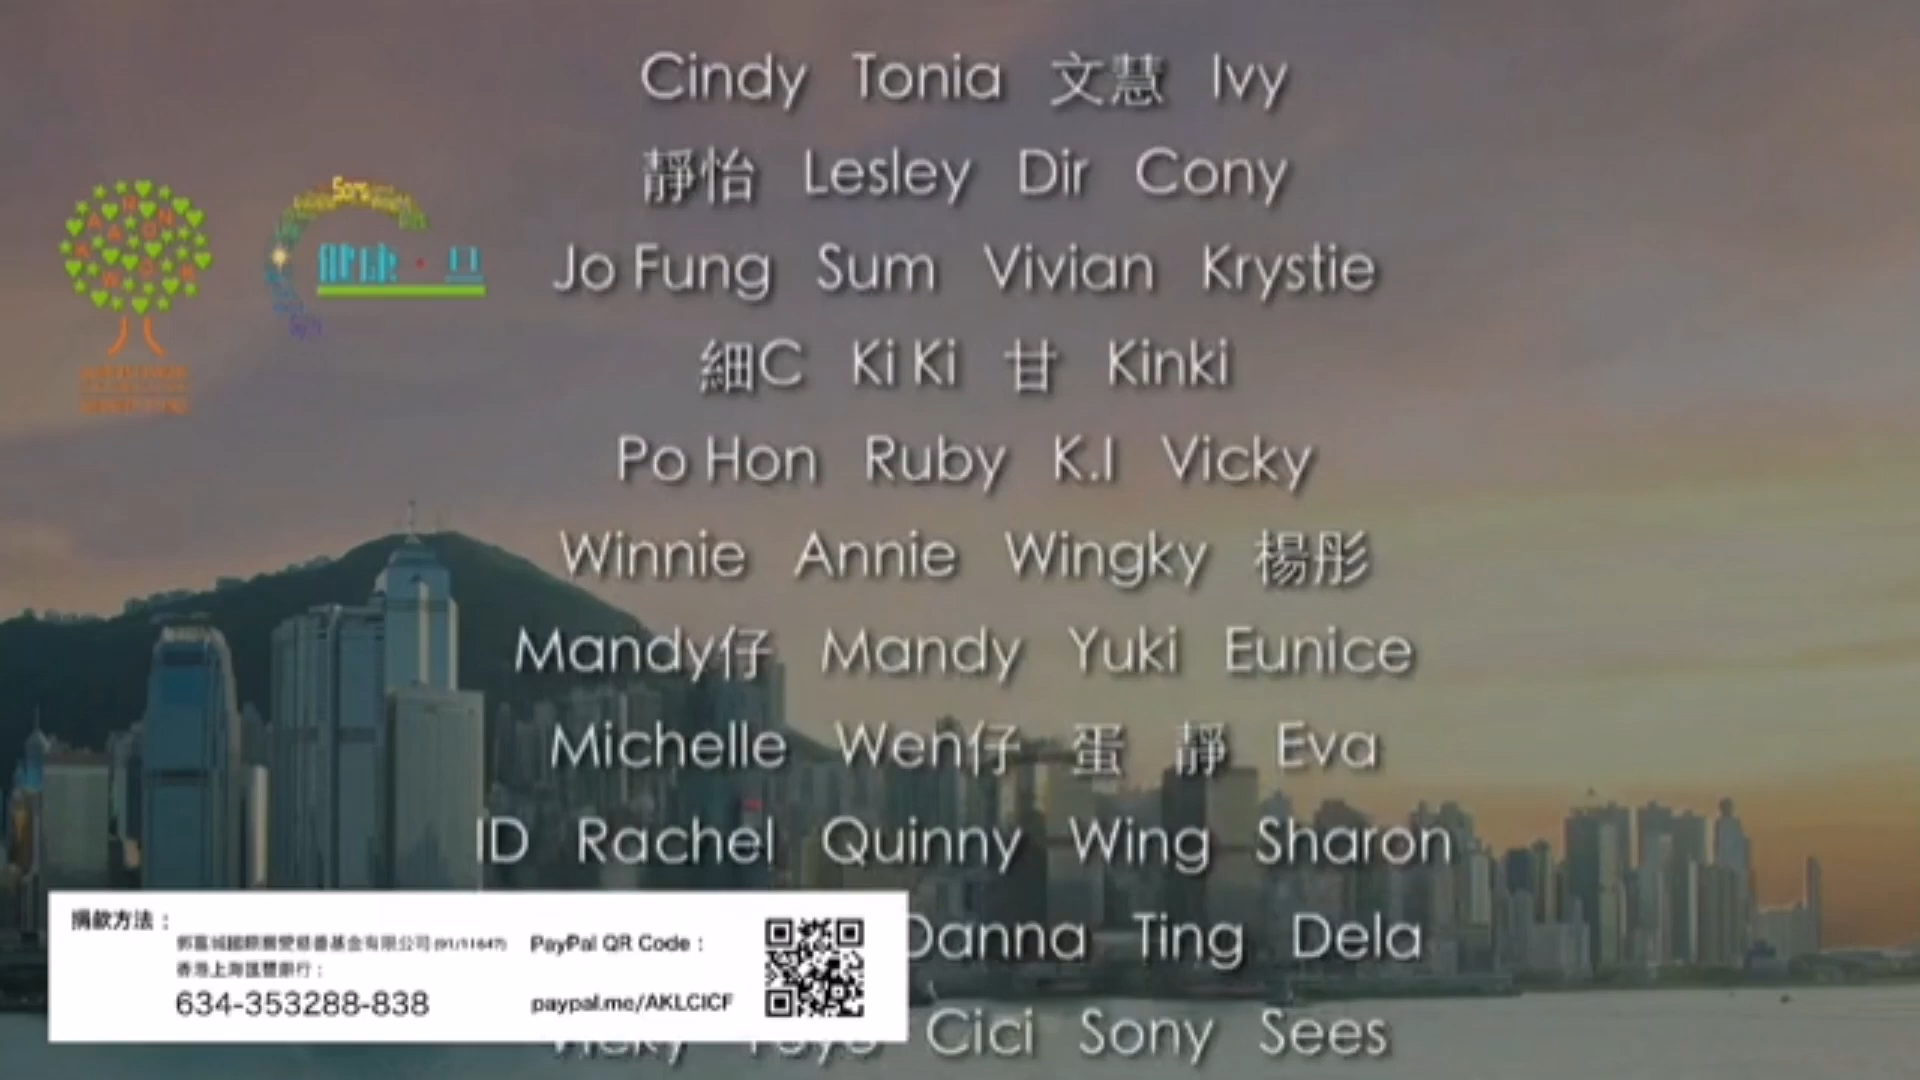 Cindy Tonia 文慧 Ivy
靜怡 Lesley Dir Cony
Jo Fung Sum Vivian Krystie
細C Ki Ki 甘 Kinki
Po Hon Ruby K.I Vicky
Winnie Annie Wingky 楊彤
Mandy仔 Mandy Yuki Eunice
Michelle Wen仔 蛋 靜 Eva
ID Rachel Quinny Wing Sharon
Danna Ting Dela
Cici Sony Sees
捐款方法：
香港上海匯豐銀行：
634-353288-838
PayPal QR Code：
paypal.me/AKLCICF